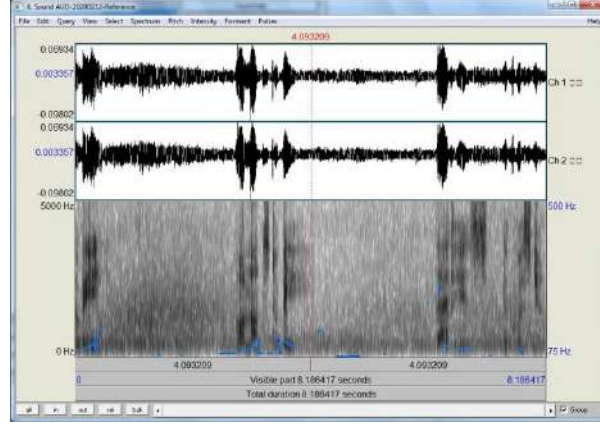 6. Sound AUD-20200212-Reference
File Edit Query View Select Spectrum Pitch Intensity Formant Pulses Help
4.093209
0.06934
0.003357
-0.09802
Ch 1
0.06934
0.003357
-0.09802
Ch 2
5000 Hz
500 Hz
0 Hz
75 Hz
4.093209 4.093209
0 Visible part 8.186417 seconds 8.186417
Total duration 8.186417 seconds
all in out sel bak Group